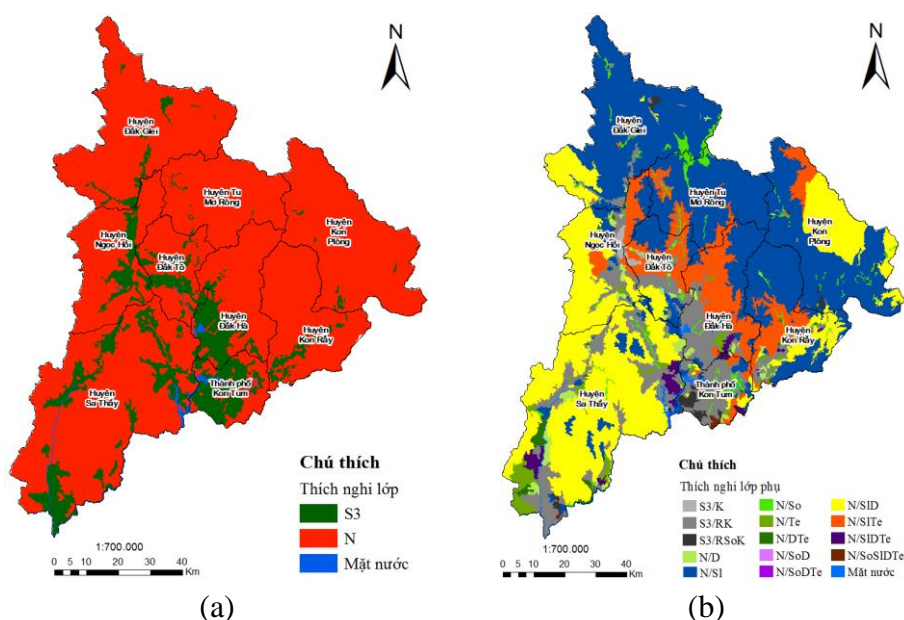 N
Huyện
Đắk Glei
Huyện Tu
Mơ Rông
Huyện
Kon
Plông
Huyện
Ngọc Hồi
Huyện
Đắk Tô
Huyện
Đắk Hà
Huyện
Kon Rẫy
Thành phố
Kon Tum
Huyện
Sa Thầy
Chú thích
Thích nghi lớp
S3
N
Mặt nước
1:700.000
0 5 10 20 30 40
Km
(a)
N
Huyện
Đắk Glei
Huyện Tu
Mơ Rông
Huyện
Kon
Plông
Huyện
Ngọc Hồi
Huyện
Đắk Tô
Huyện
Đắk Hà
Huyện
Kon Rẫy
Thành phố
Kon Tum
Huyện
Sa Thầy
Chú thích
Thích nghi lớp phụ
S3/K N/So N/SlD
S3/RK N/Te N/SlTe
S3/RSoK N/DTe N/SlDTe
N/D N/SoD N/SoSlDTe
N/Sl N/SoDTe Mặt nước
1:700.000
0 5 10 20 30 40
Km
(b)